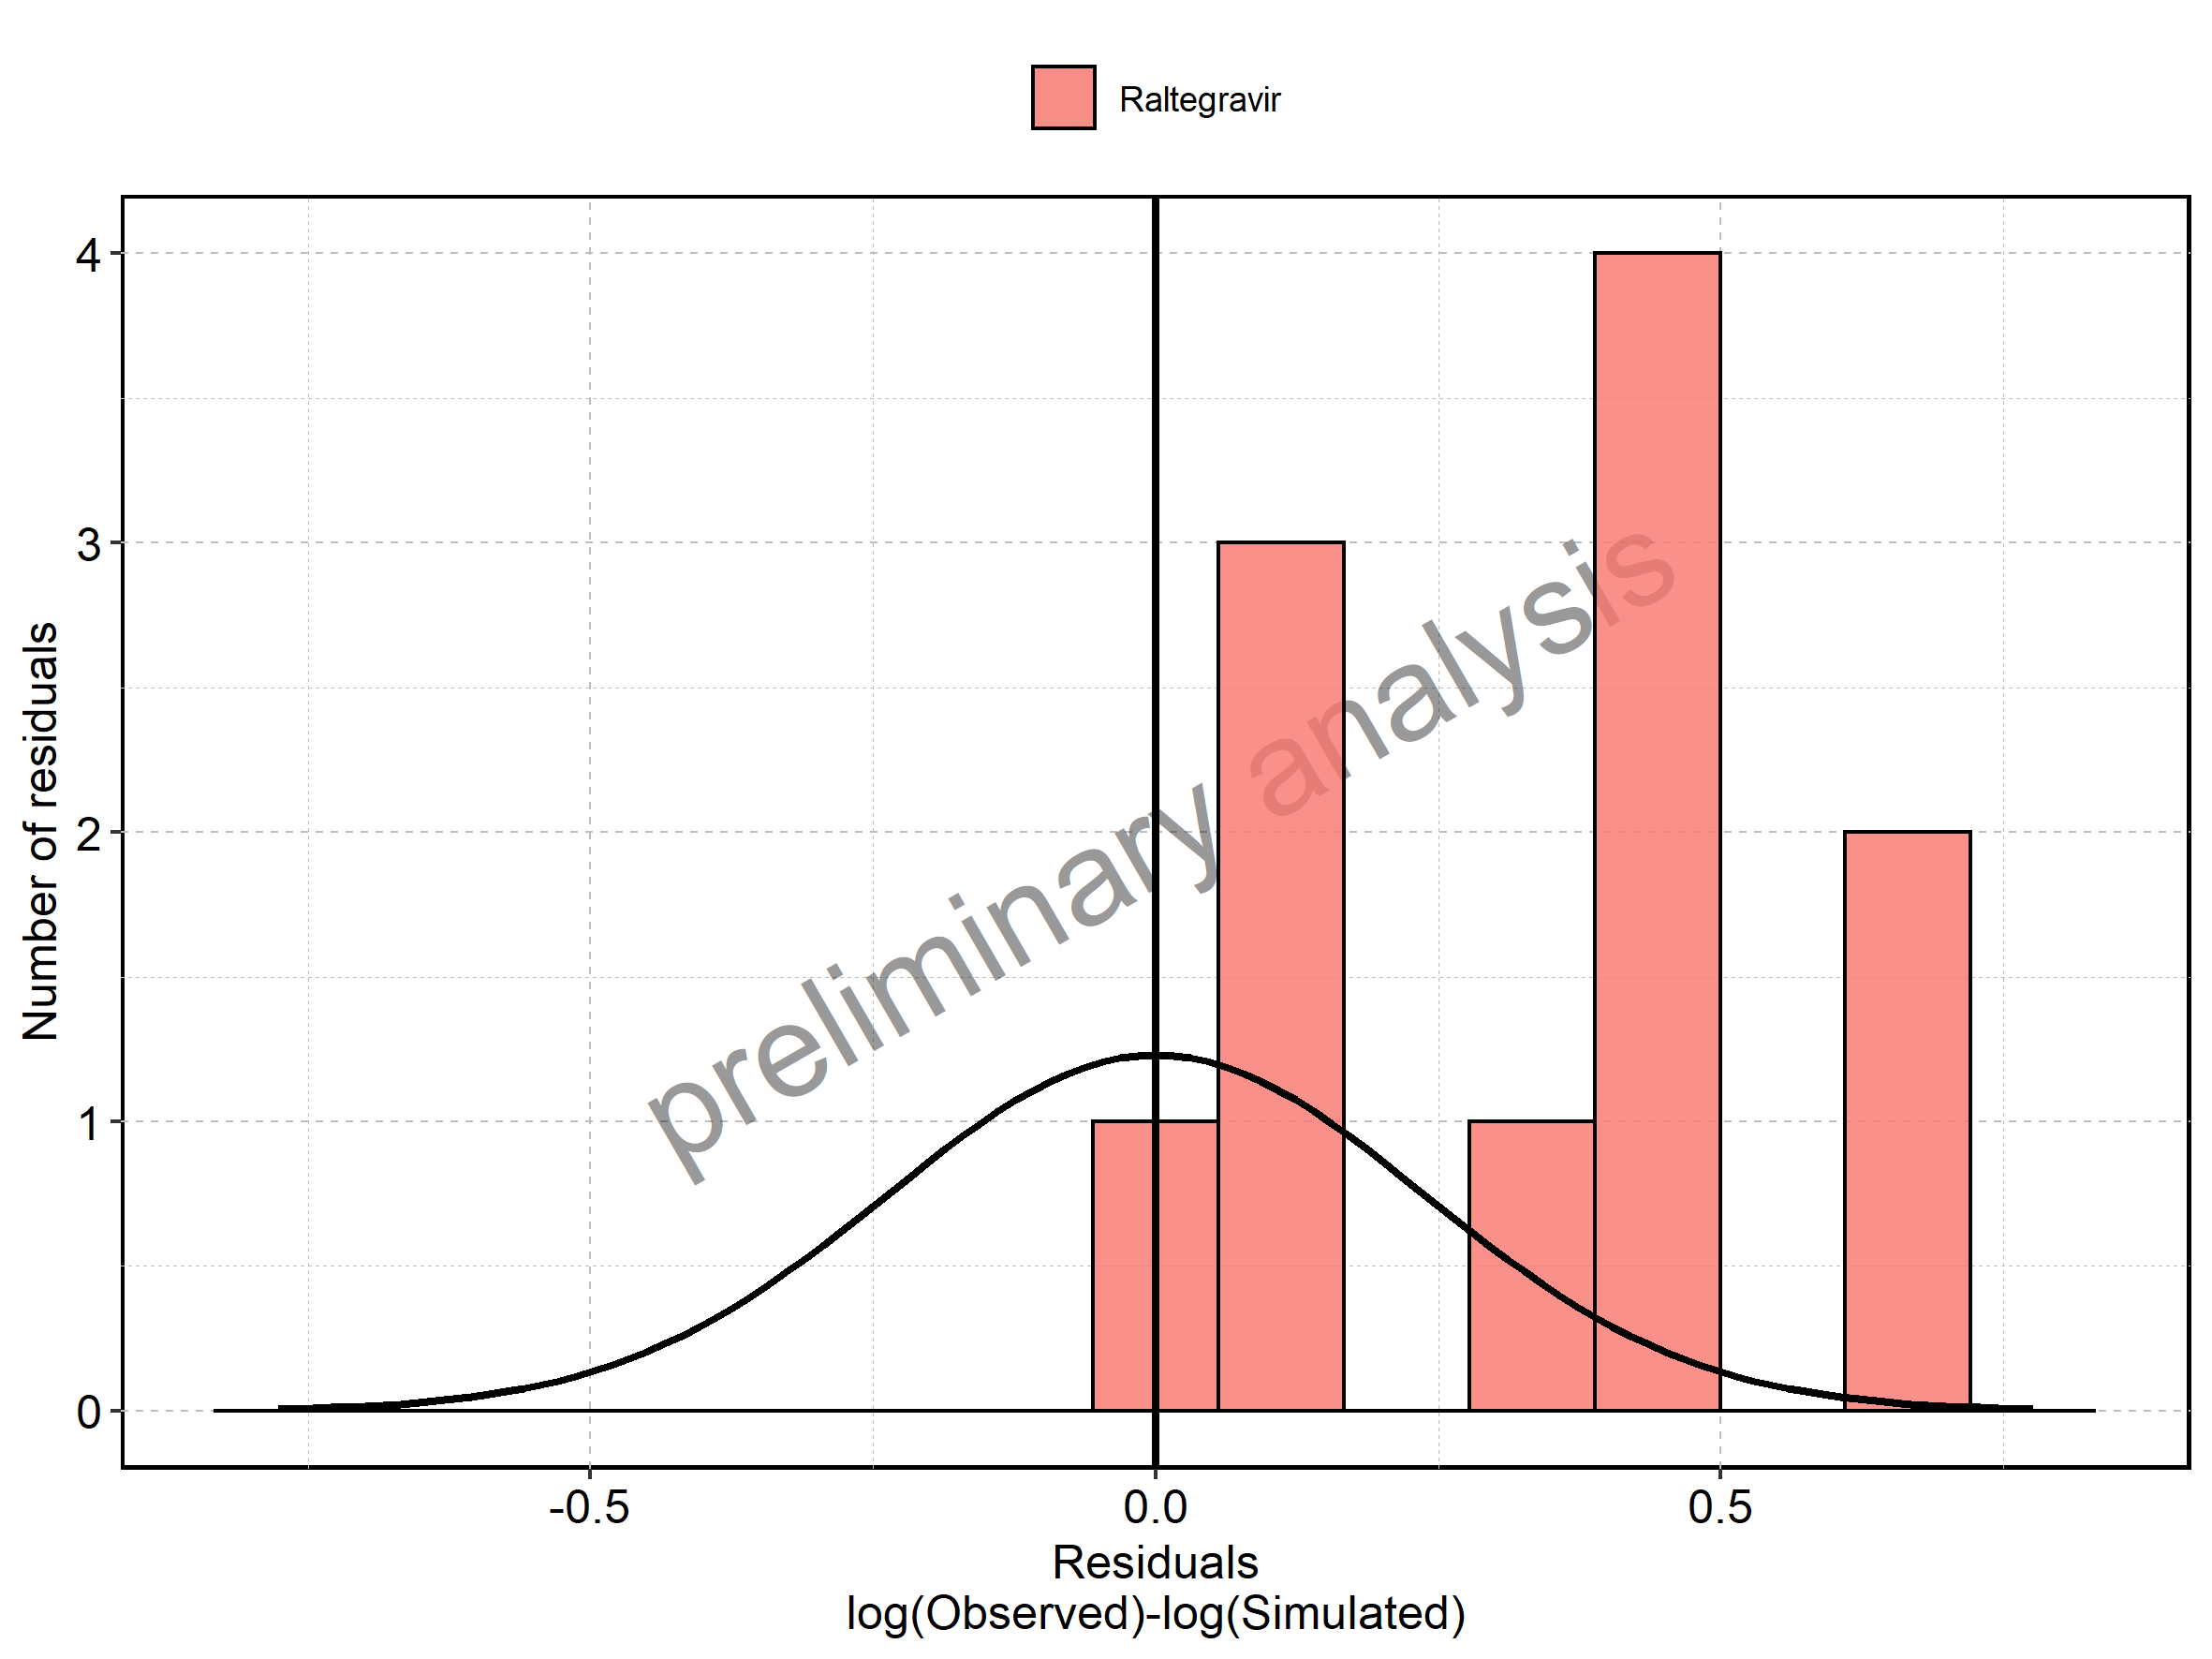 Raltegravir
4
3
2
1
0
Number of residuals
preliminary analysis
-0.5 0.0 0.5
Residuals
log(Observed)-log(Simulated)